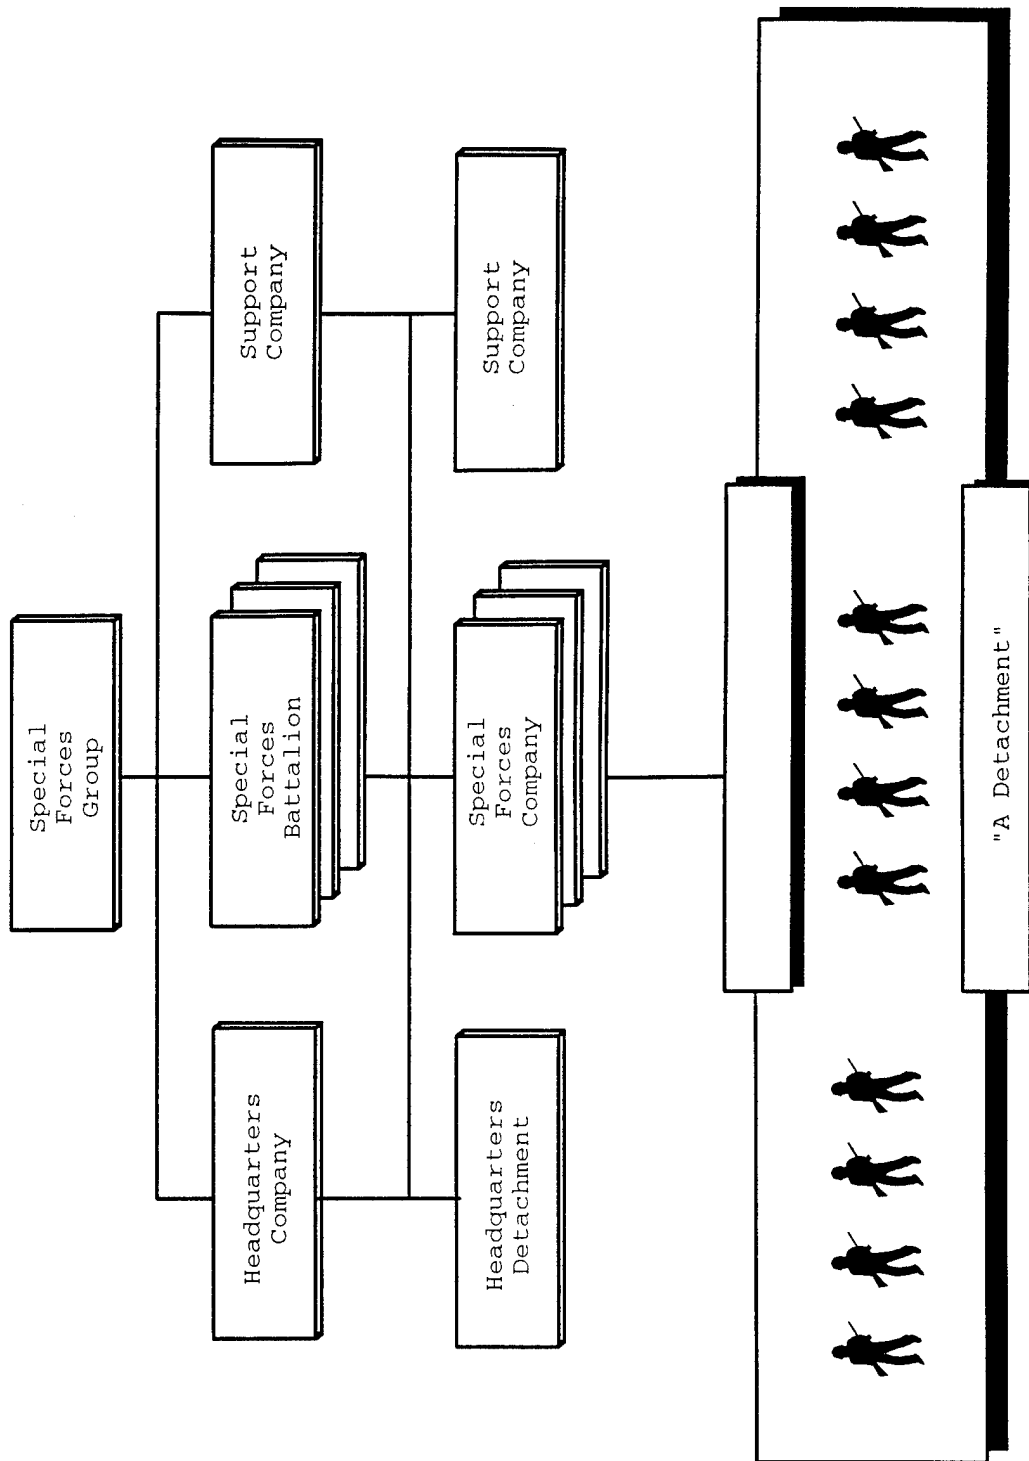 Special
Forces
Group
Headquarters
Company
Special
Forces
Battalion
Support
Company
Headquarters
Detachment
Special
Forces
Company
Support
Company
"A Detachment"